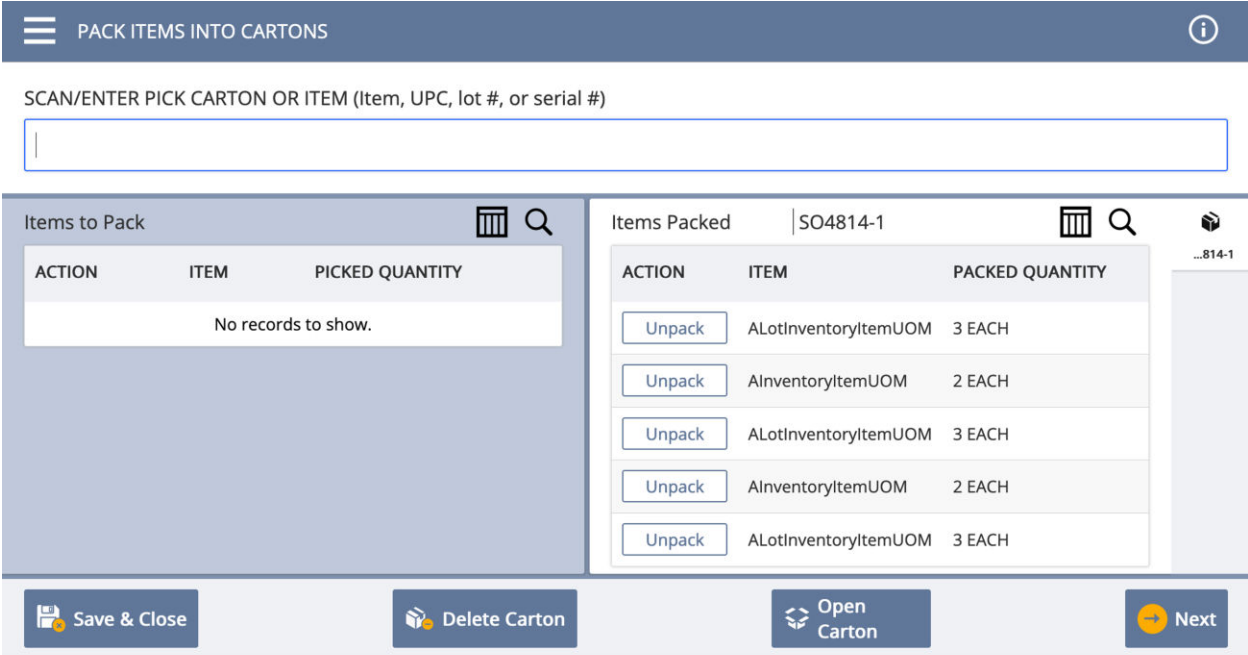 PACK ITEMS INTO CARTONS
SCAN/ENTER PICK CARTON OR ITEM (Item, UPC, lot #, or serial #)
Items to Pack
ACTION ITEM PICKED QUANTITY
No records to show.
Items Packed SO4814-1
ACTION ITEM PACKED QUANTITY
Unpack ALotInventoryItemUOM 3 EACH
Unpack AInventoryItemUOM 2 EACH
Unpack ALotInventoryItemUOM 3 EACH
Unpack AInventoryItemUOM 2 EACH
Unpack ALotInventoryItemUOM 3 EACH
...814-1
Save & Close
Delete Carton
Open
Carton
Next